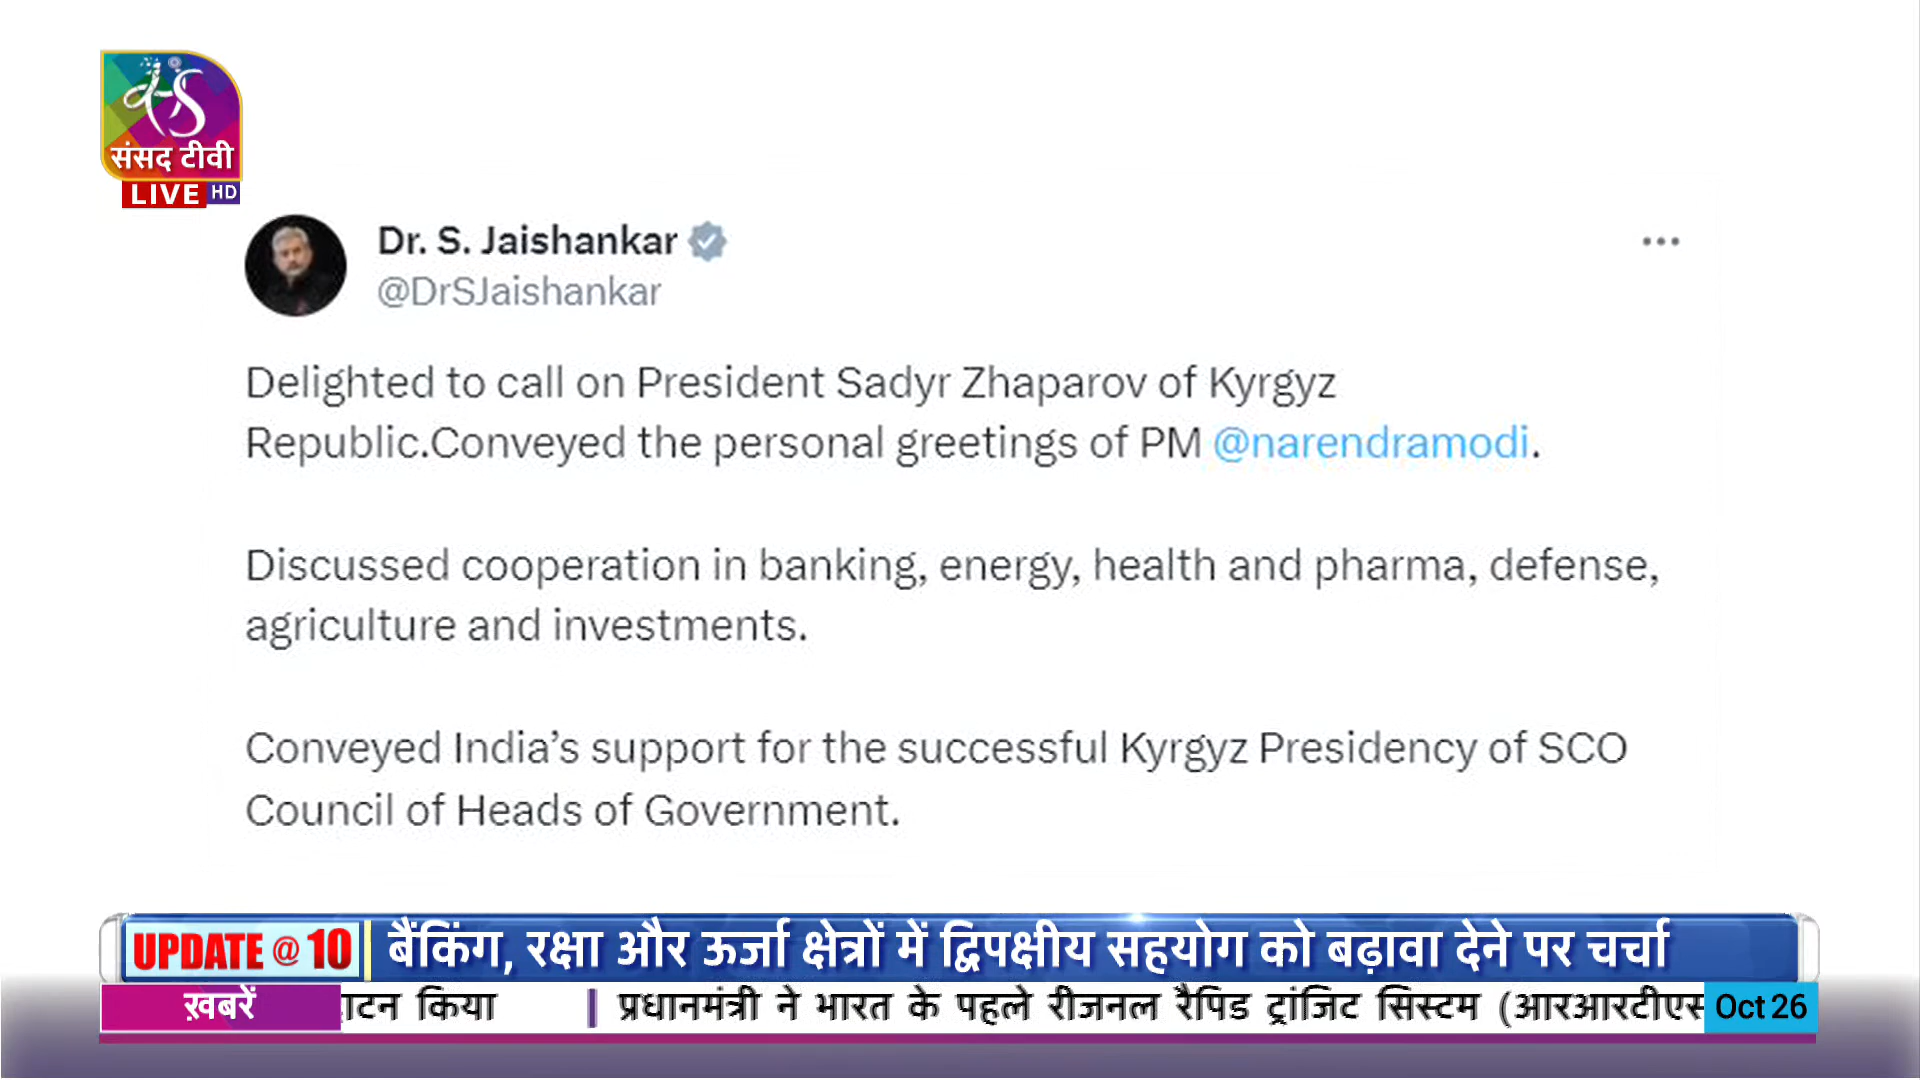 संसद टीवी
LIVE HD
Dr. S. Jaishankar
@DrSJaishankar
Delighted to call on President Sadyr Zhaparov of Kyrgyz
Republic.Conveyed the personal greetings of PM @narendramodi.
Discussed cooperation in banking, energy, health and pharma, defense,
agriculture and investments.
Conveyed India’s support for the successful Kyrgyz Presidency of SCO
Council of Heads of Government.
UPDATE @ 10 बैंकिंग, रक्षा और ऊर्जा क्षेत्रों में द्विपक्षीय सहयोग को बढ़ावा देने पर चर्चा
ख़बरें किया | प्रधानमंत्री ने भारत के पहले रीजनल रैपिड ट्रांजिट सिस्टम (आरआरटीएस Oct 26